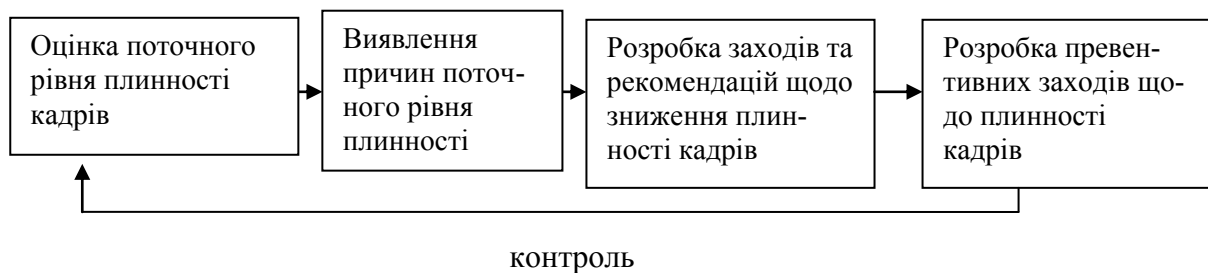 Оцінка поточного
рівня плинності
кадрів
Виявлення
причин поточ-
ного рівня
плинності
Розробка заходів та
рекомендацій щодо
зниження плин-
ності кадрів
Розробка превен-
тивних заходів що-
до плинності
кадрів
контроль